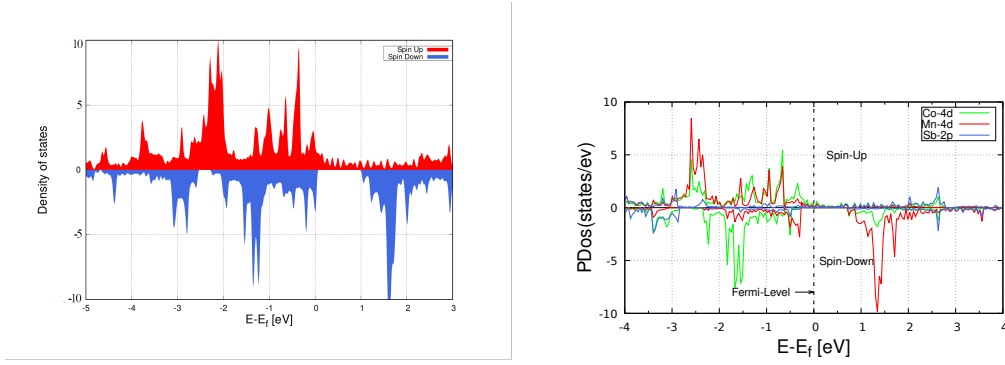 10
5
0
-5
-10
-5
-4
-3
-2
-1
0
1
2
3
Density of states
E-Ef [eV]
Spin Up
Spin Down
10
5
0
-5
-10
-4
-3
-2
-1
0
1
2
3
4
PDos(states/ev)
E-Ef [eV]
Co-4d
Mn-4d
Sb-2p
Spin-Up
Spin-Down
Fermi-Level